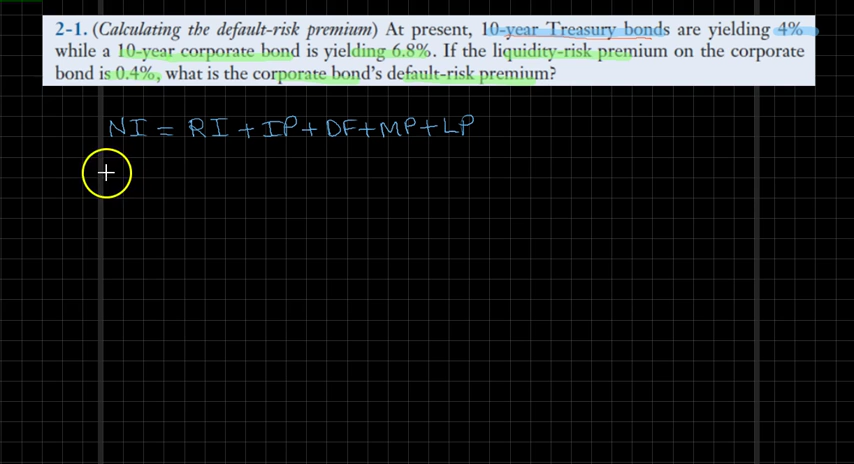 2-1. (Calculating the default-risk premium) At present, 10-year Treasury bonds are yielding 4%
while a 10-year corporate bond is yielding 6.8%. If the liquidity-risk premium on the corporate
bond is 0.4%, what is the corporate bond's default-risk premium?
NI = RI + IP + DF + MP + LP